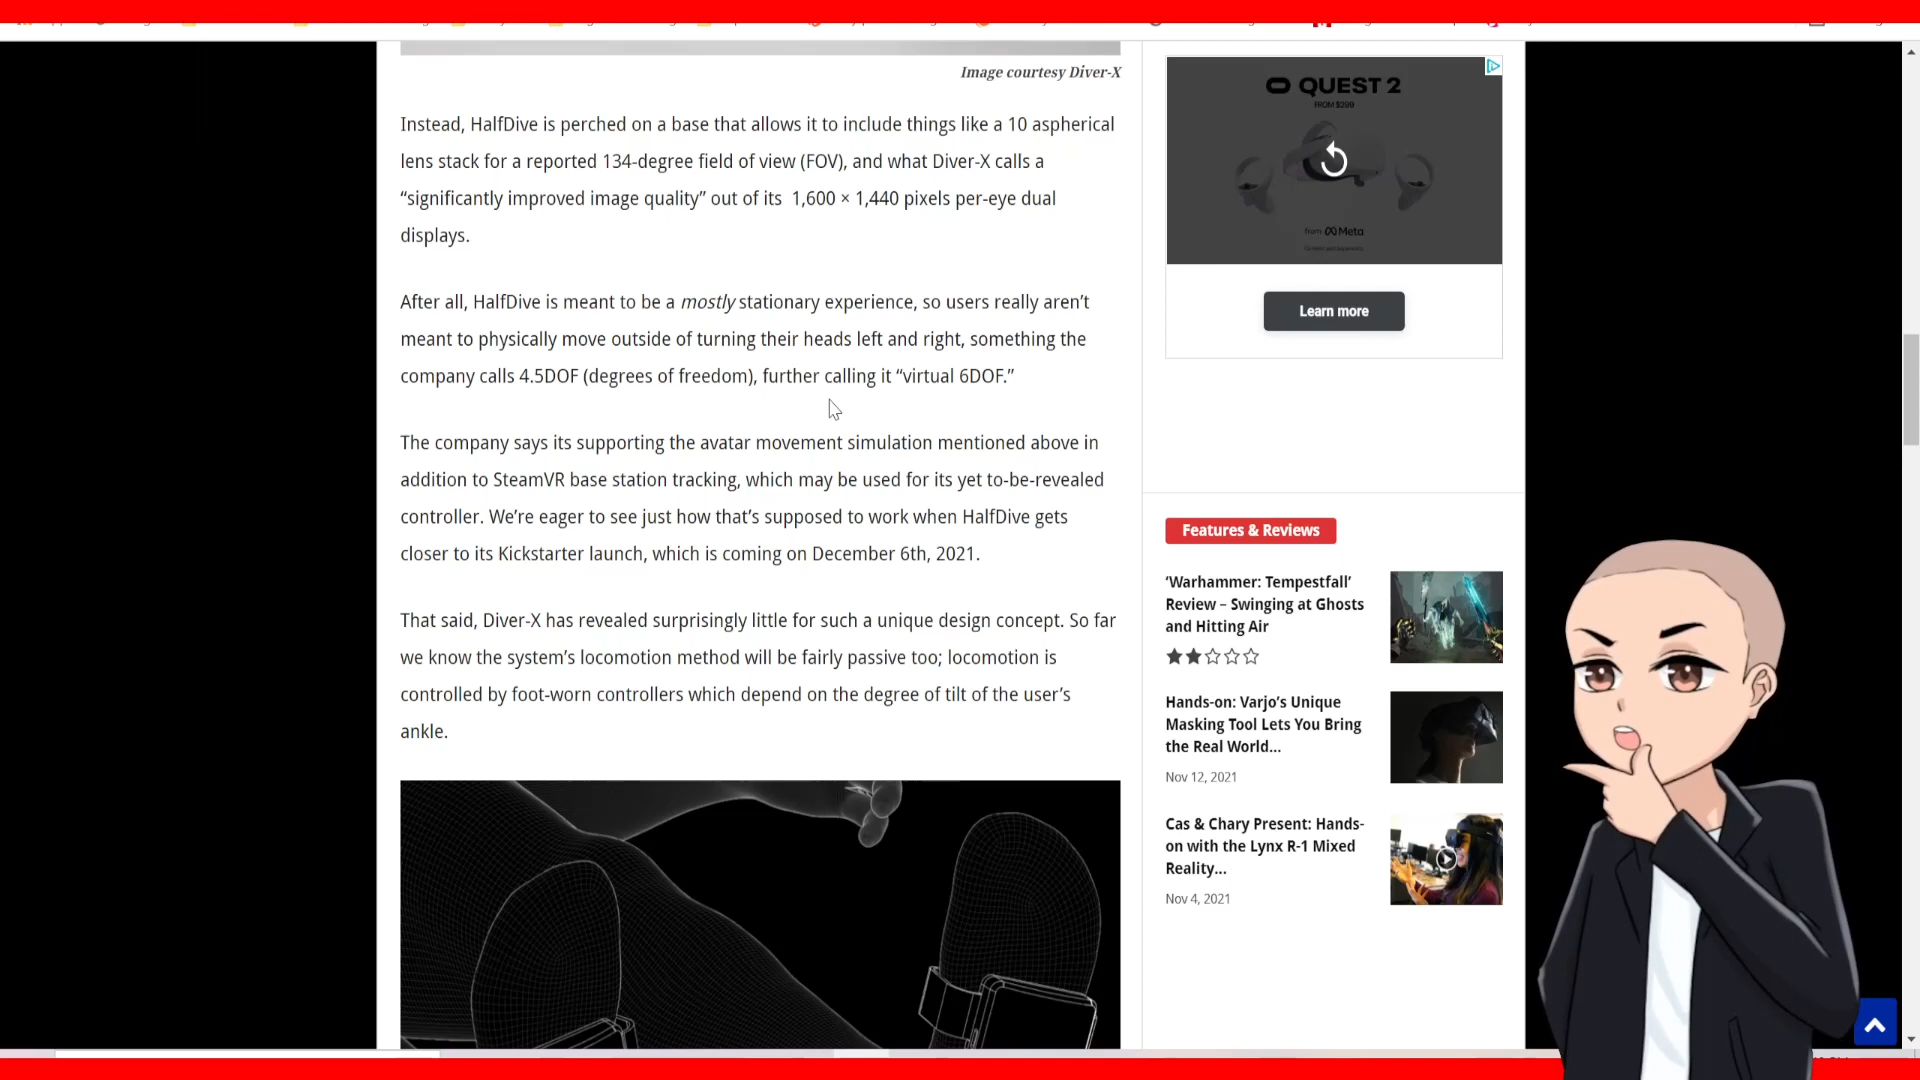 Image courtesy Diver-X
Instead, HalfDive is perched on a base that allows it to include things like a 10 aspherical
lens stack for a reported 134-degree field of view (FOV), and what Diver-X calls a
“significantly improved image quality” out of its 1,600 × 1,440 pixels per-eye dual
displays.
After all, HalfDive is meant to be a mostly stationary experience, so users really aren’t
meant to physically move outside of turning their heads left and right, something the
company calls 4.5DOF (degrees of freedom), further calling it “virtual 6DOF.”
The company says its supporting the avatar movement simulation mentioned above in
addition to SteamVR base station tracking, which may be used for its yet to-be-revealed
controller. We’re eager to see just how that’s supposed to work when HalfDive gets
closer to its Kickstarter launch, which is coming on December 6th, 2021.
That said, Diver-X has revealed surprisingly little for such a unique design concept. So far
we know the system’s locomotion method will be fairly passive too; locomotion is
controlled by foot-worn controllers which depend on the degree of tilt of the user’s
ankle.
QUEST 2
FROM $299
from Meta
Learn more
Features & Reviews
‘Warhammer: Tempestfall’
Review – Swinging at Ghosts
and Hitting Air
Hands-on: Varjo’s Unique
Masking Tool Lets You Bring
the Real World...
Nov 12, 2021
Cas & Chary Present: Hands-
on with the Lynx R-1 Mixed
Reality...
Nov 4, 2021